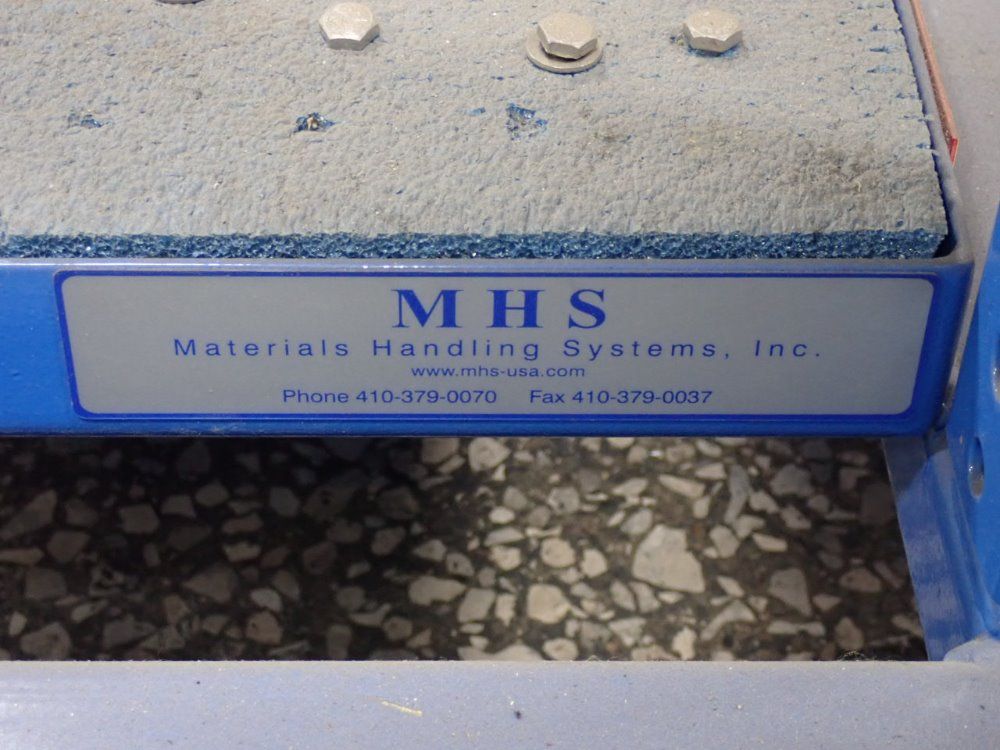 MHS
Materials Handling Systems, Inc.
www.mhs-usa.com
Phone 410-379-0070 Fax 410-379-0037